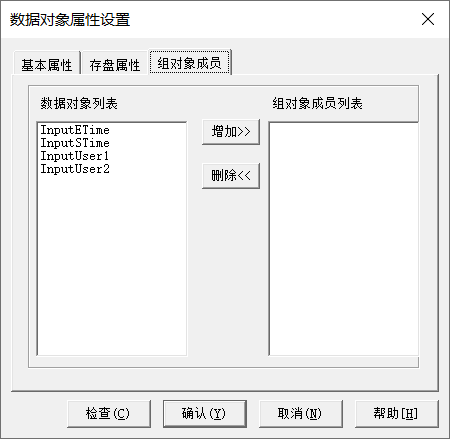 数据对象属性设置
基本属性 存盘属性 组对象成员
数据对象列表 组对象成员列表
InputETime
InputSTime
InputUser1
InputUser2
增加>>
删除<<
检查(C) 确认(Y) 取消(N) 帮助[H]